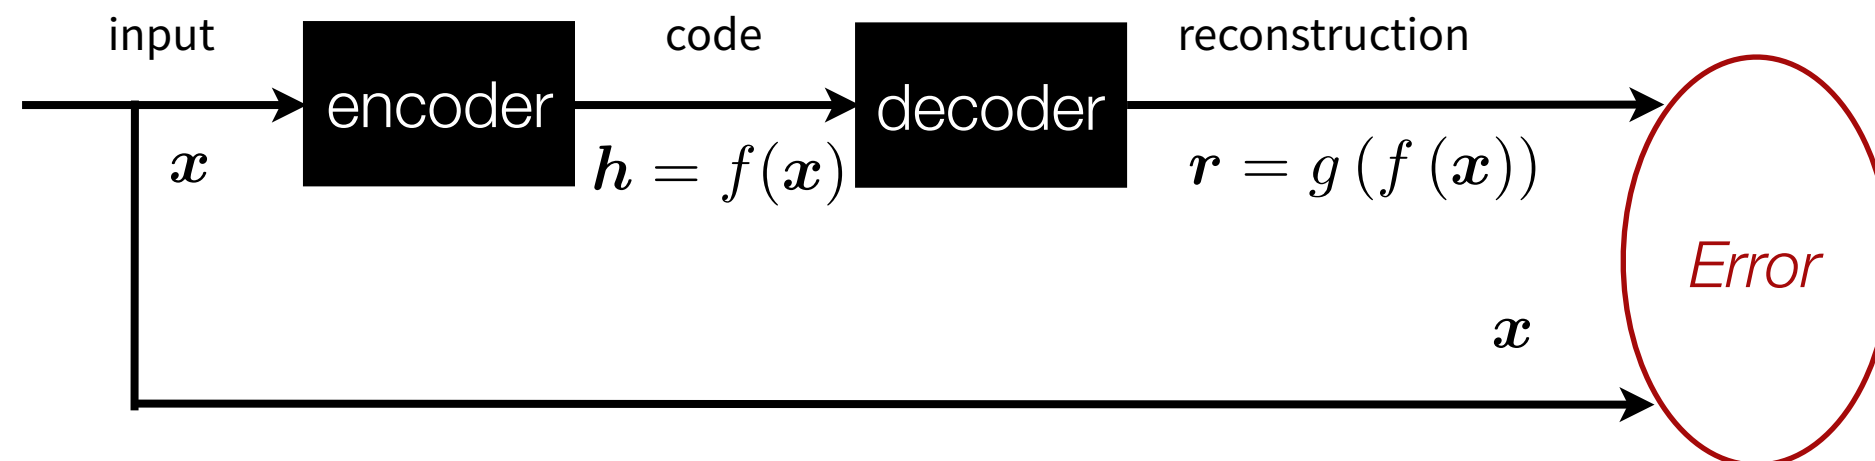 input
code
reconstruction
encoder
decoder
x
h = f(x)
r = g (f (x))
Error
x